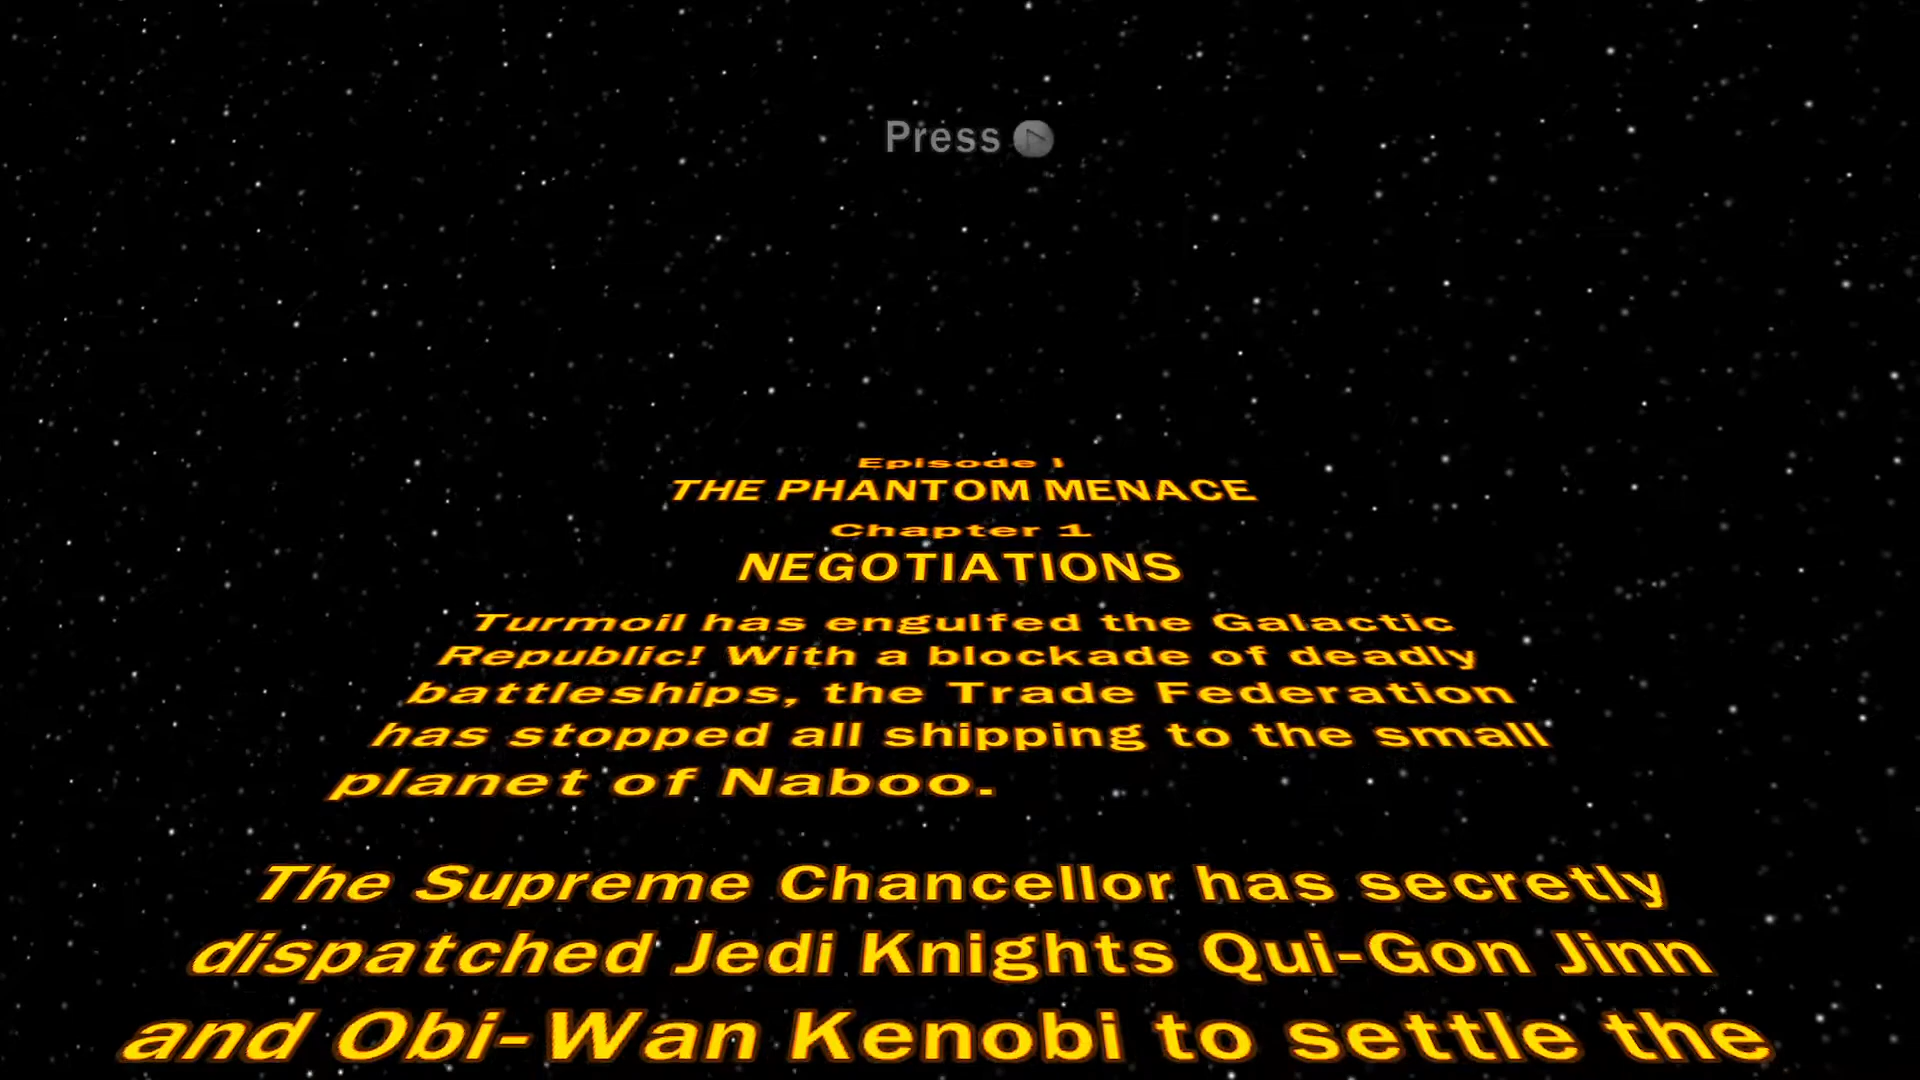 Press
Episode I
THE PHANTOM MENACE
Chapter 1
NEGOTIATIONS
Turmoil has engulfed the Galactic
Republic! With a blockade of deadly
battleships, the Trade Federation
has stopped all shipping to the small
planet of Naboo.
The Supreme Chancellor has secretly
dispatched Jedi Knights Qui-Gon Jinn
and Obi-Wan Kenobi to settle the